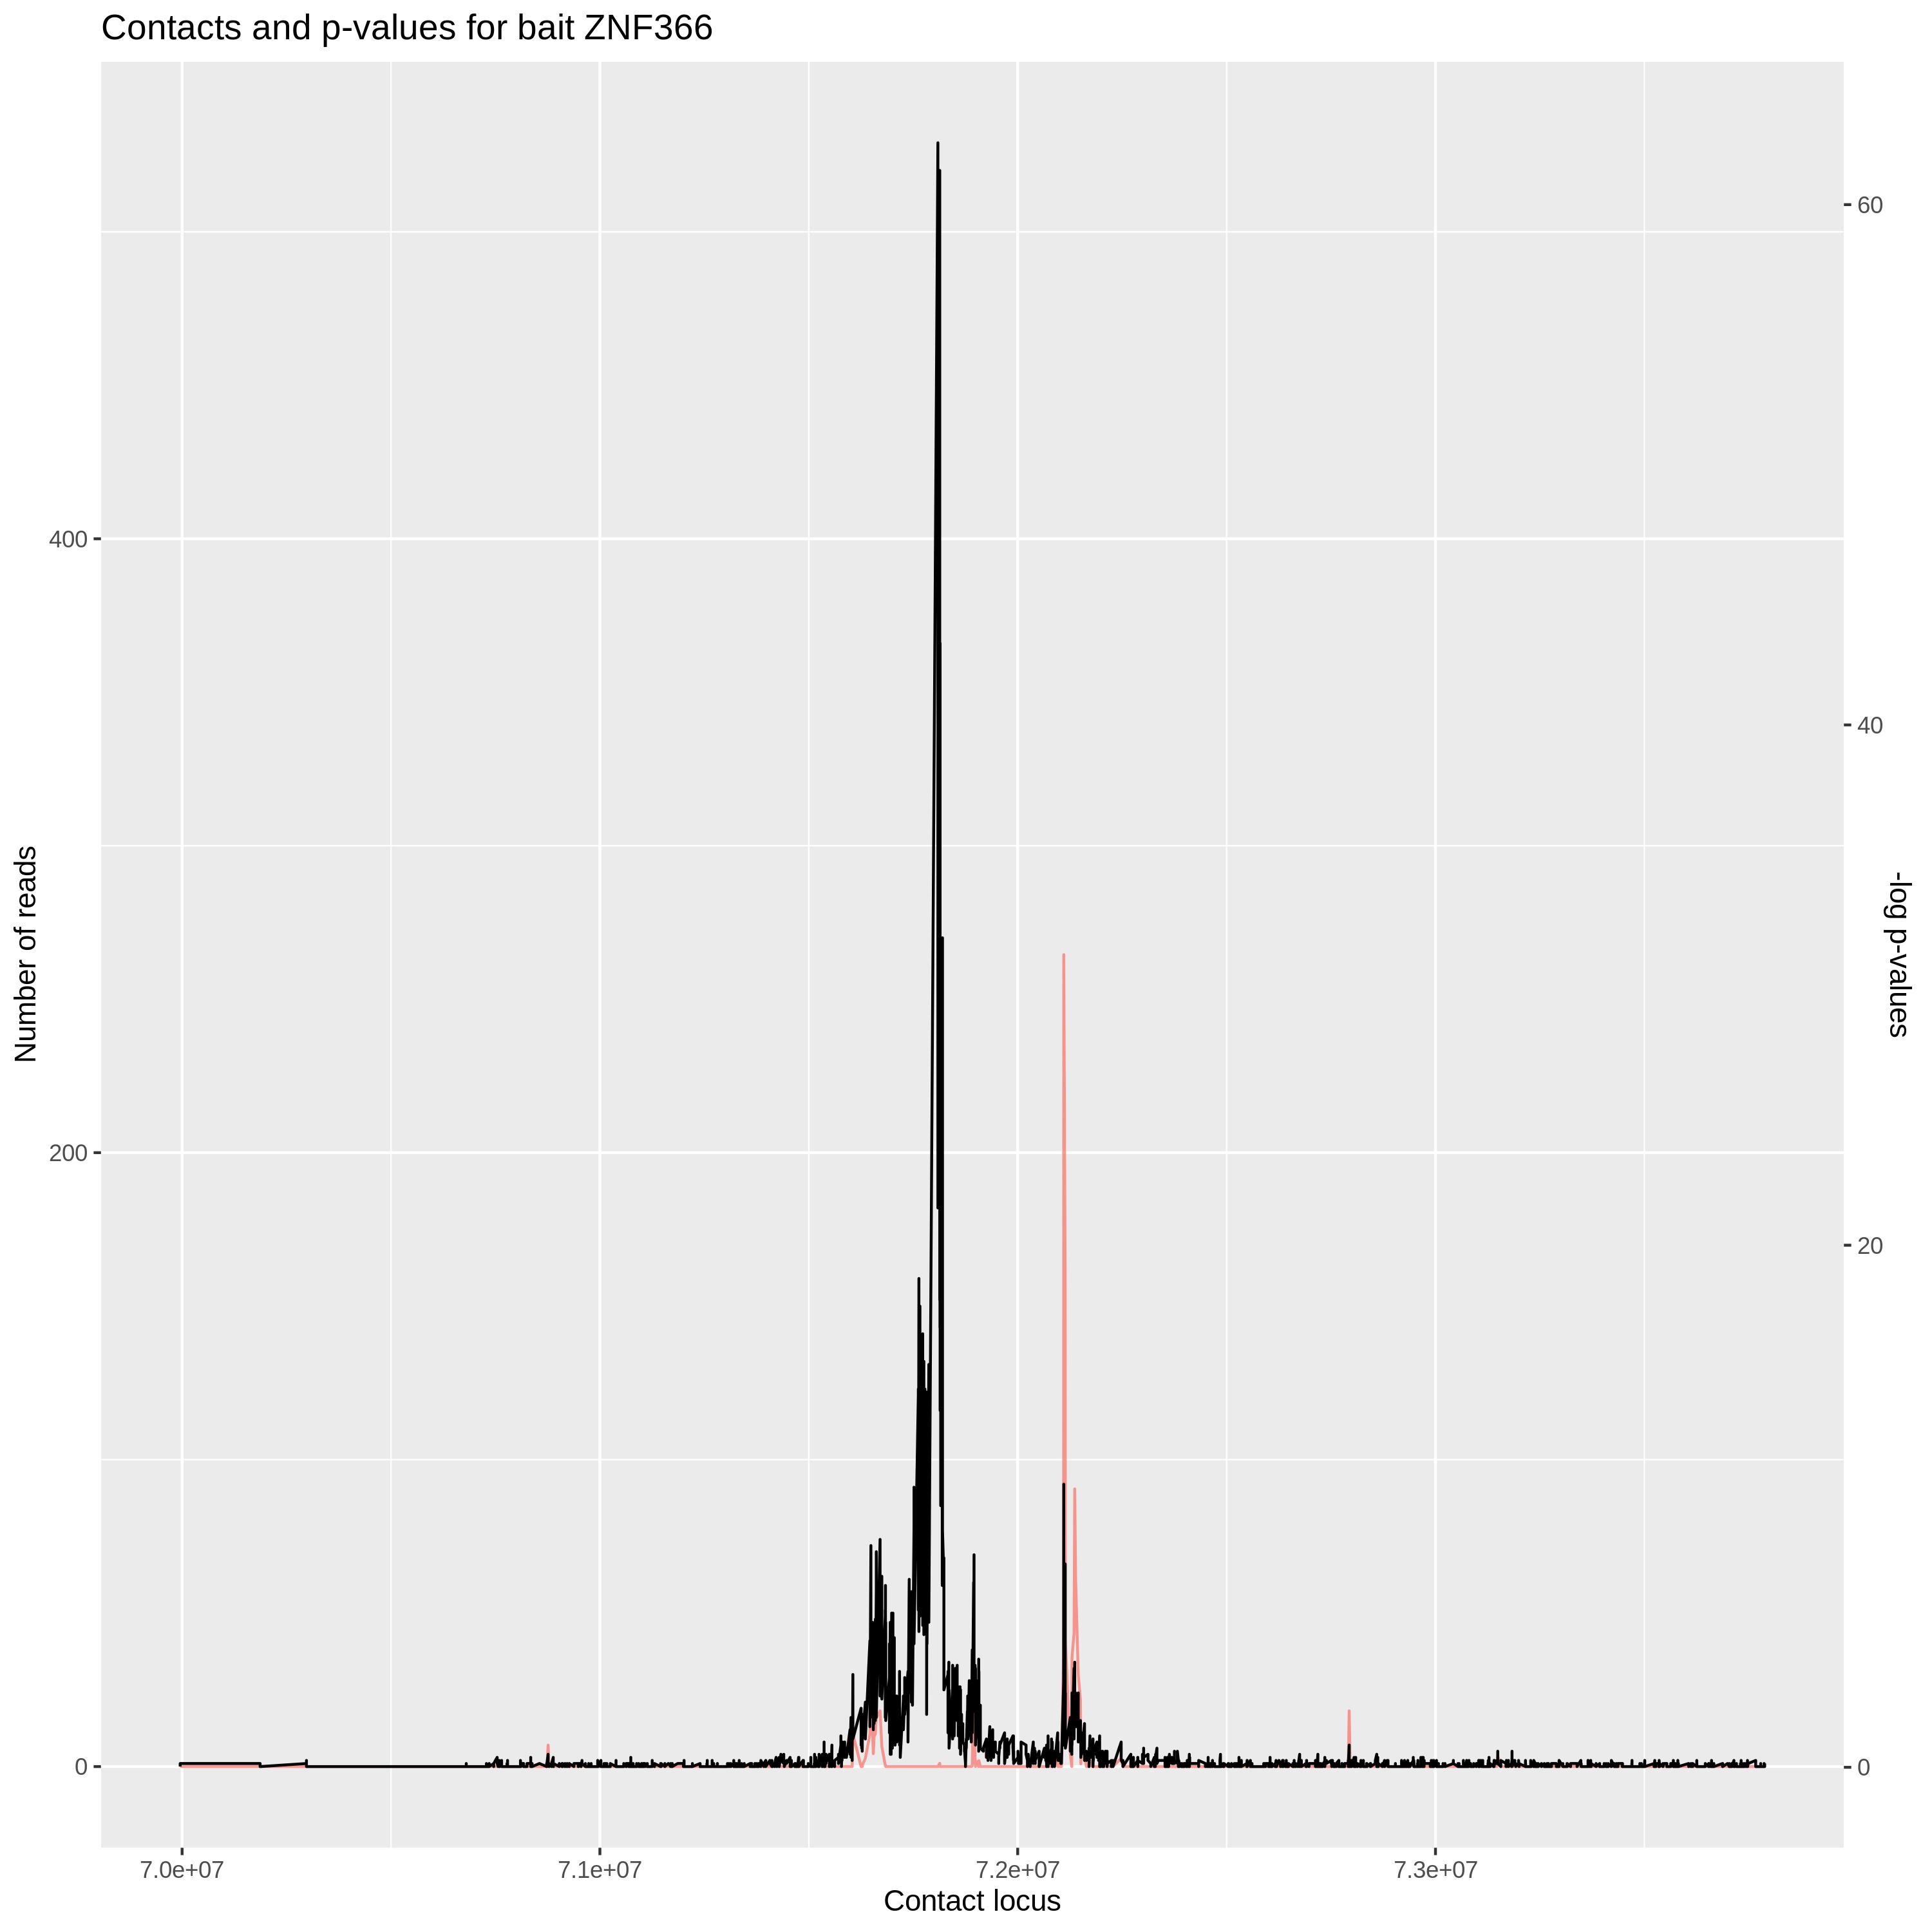 Contacts and p-values for bait ZNF366
60
400
40
Number of reads
-log p-values
200
20
0
0
7.0e+07
7.1e+07
7.2e+07
7.3e+07
Contact locus